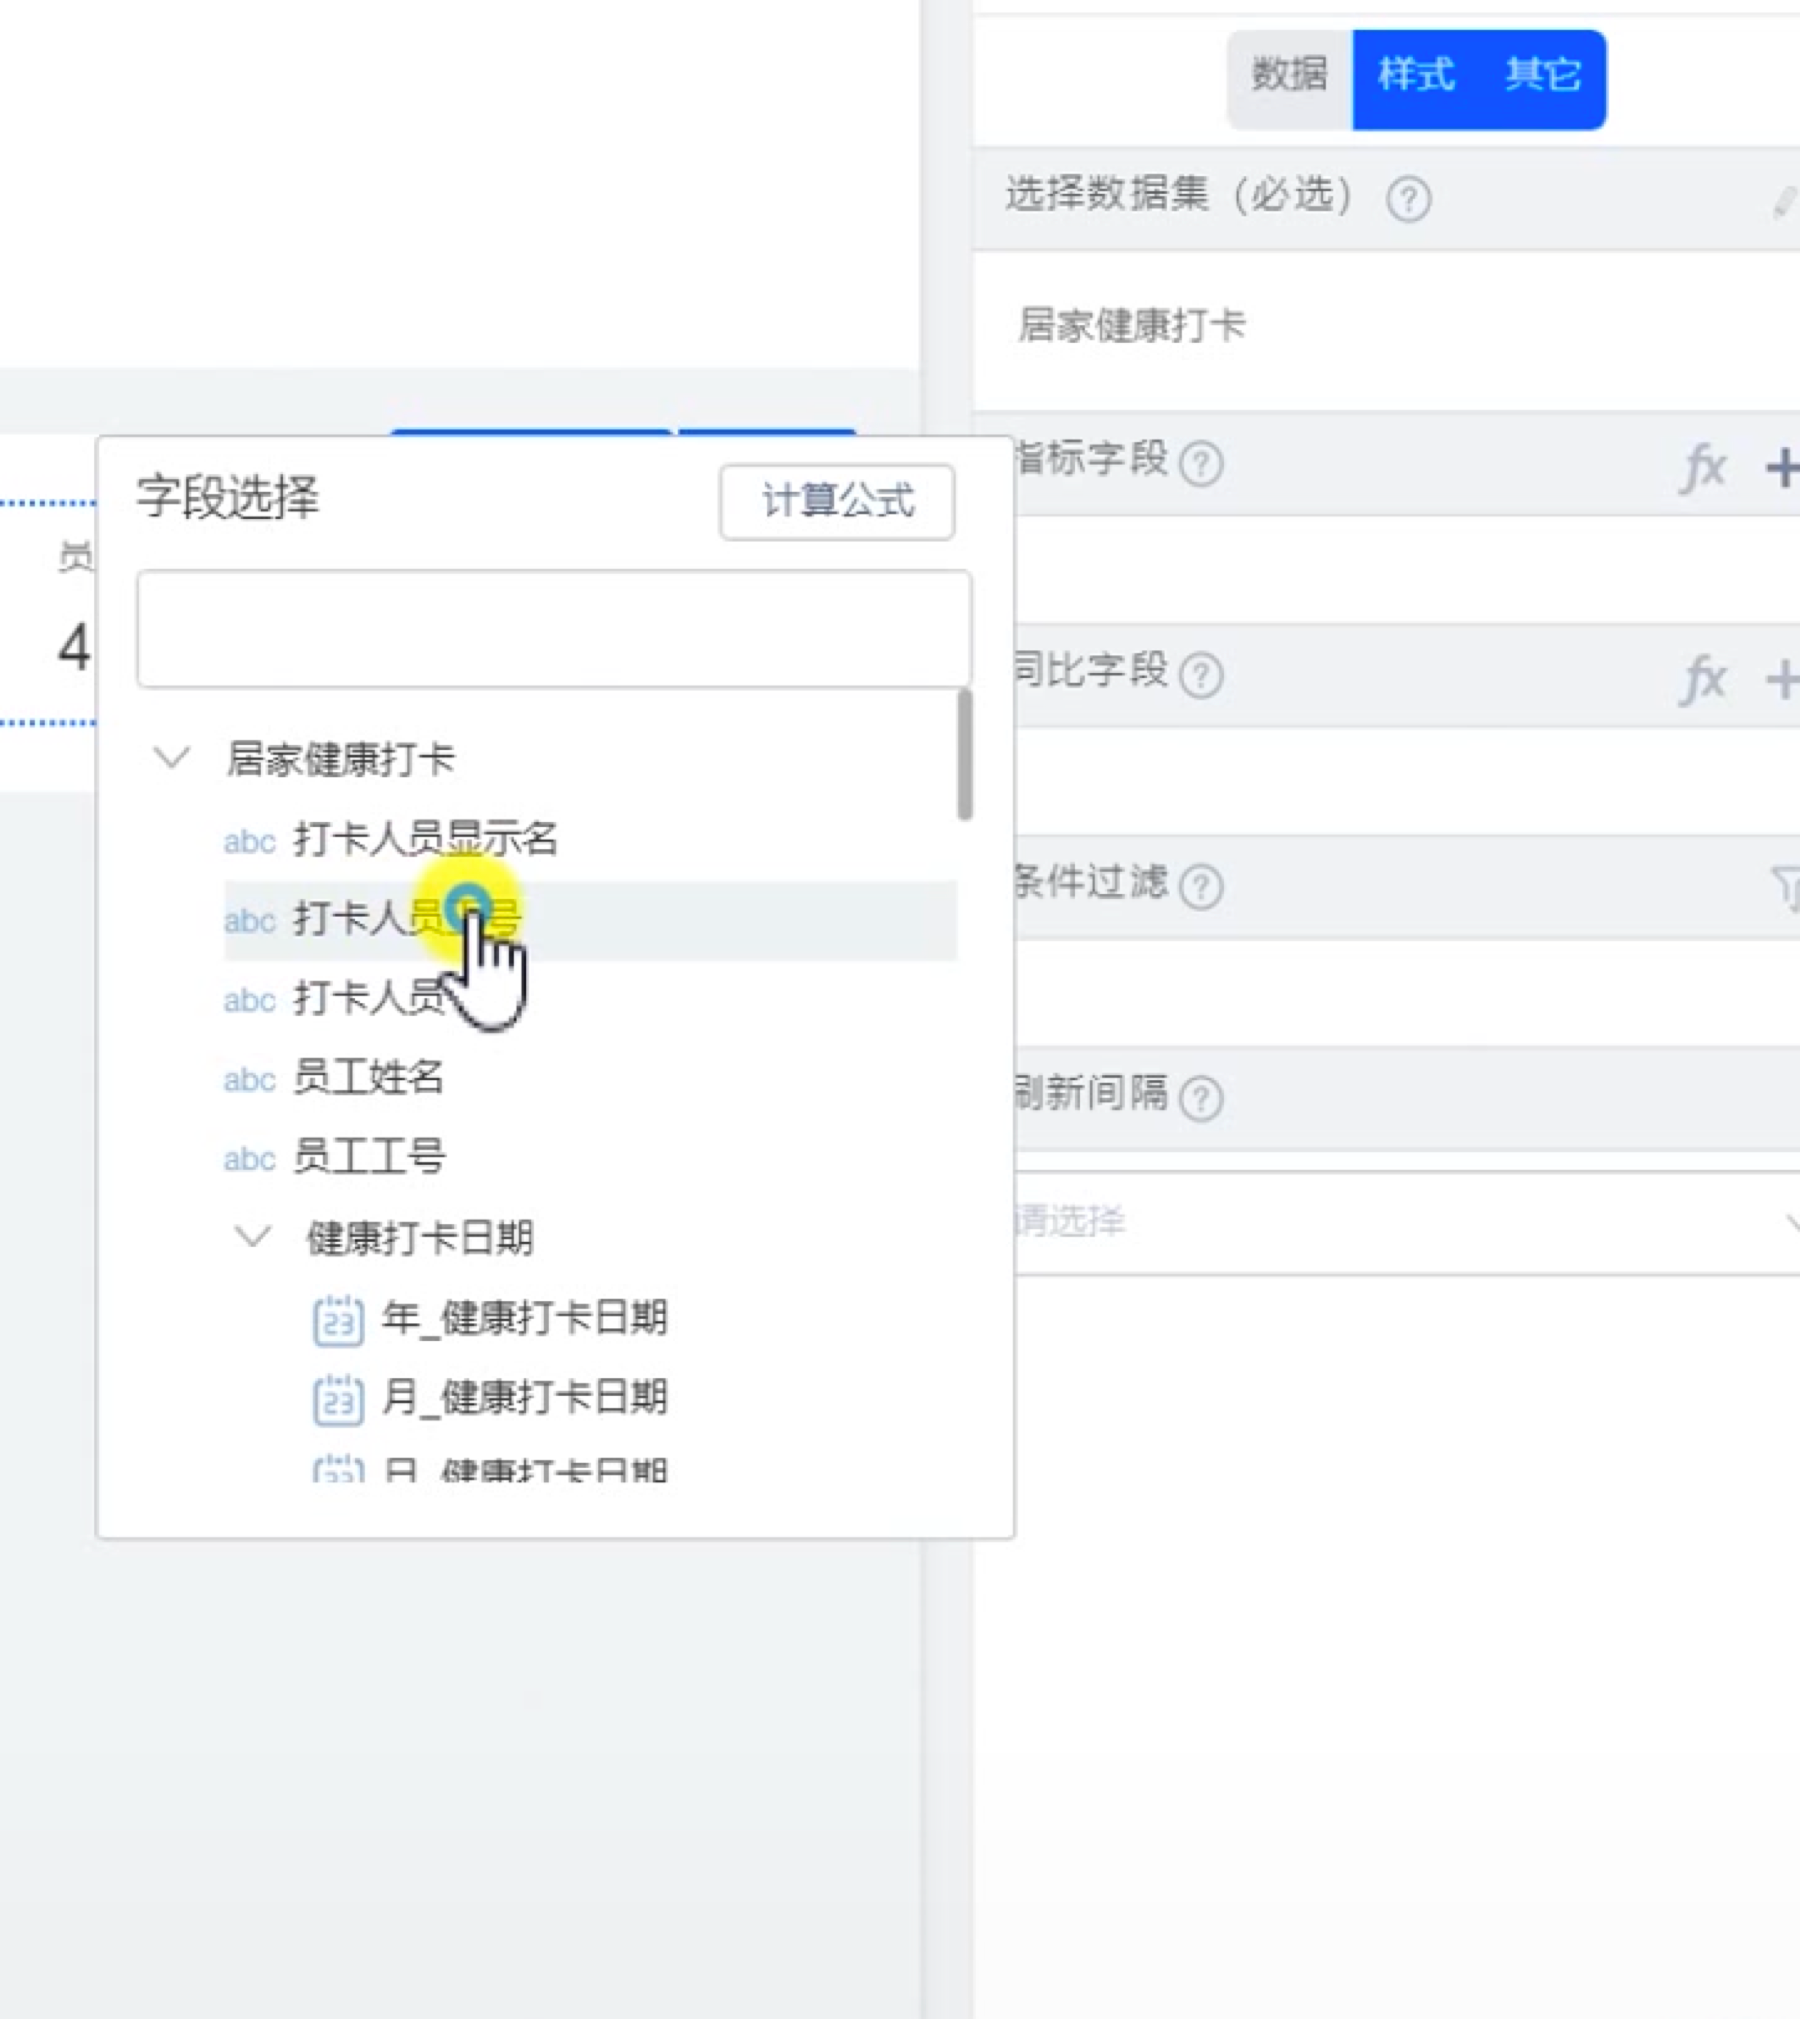 数据 样式 其它
选择数据集（必选） ?
居家健康打卡
指标字段 ? fx +
同比字段 ? fx +
条件过滤 ?
刷新间隔 ?
请选择
员
4
字段选择 计算公式
居家健康打卡
abc 打卡人员显示名
abc 打卡人员 号
abc 打卡人员
abc 员工姓名
abc 员工工号
健康打卡日期
23 年_健康打卡日期
23 月_健康打卡日期
23 日_健康打卡日期